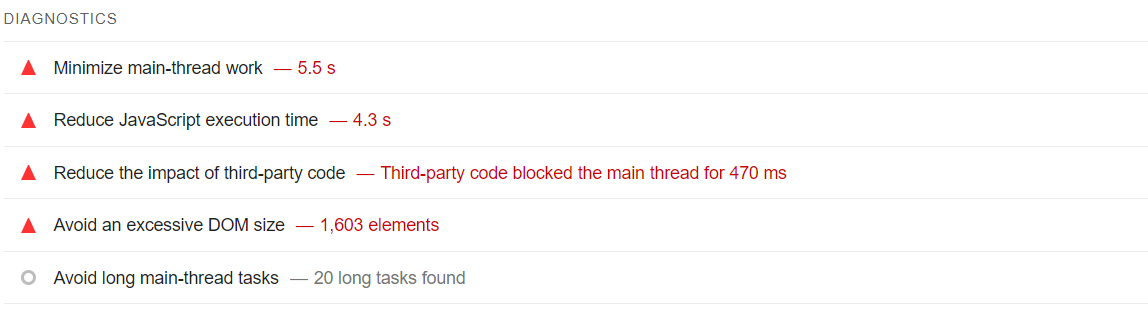 DIAGNOSTICS
Minimize main-thread work — 5.5 s
Reduce JavaScript execution time — 4.3 s
Reduce the impact of third-party code — Third-party code blocked the main thread for 470 ms
Avoid an excessive DOM size — 1,603 elements
Avoid long main-thread tasks — 20 long tasks found